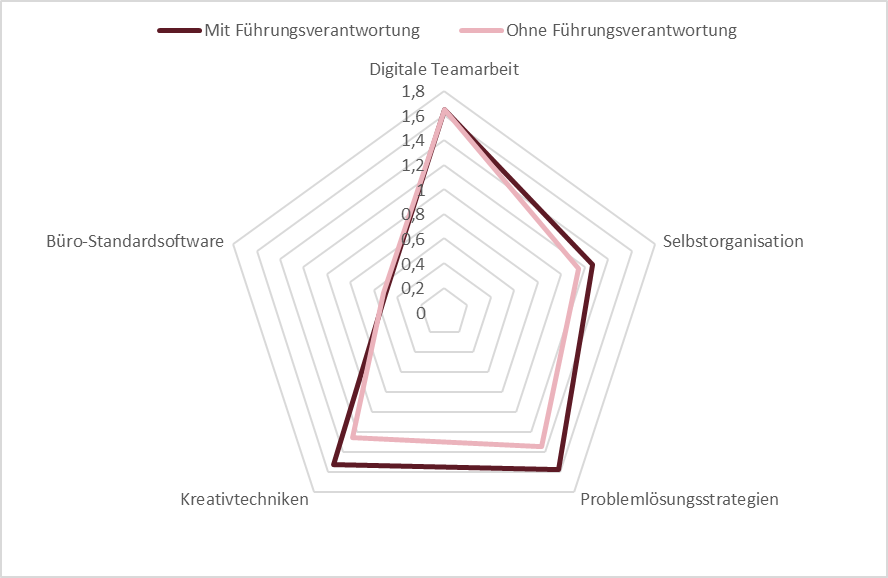 Mit Führungsverantwortung
Ohne Führungsverantwortung
Digitale Teamarbeit
1,8
1,6
1,4
1,2
1
0,8
0,6
0,4
0,2
0
Büro-Standardsoftware
Selbstorganisation
Kreativtechniken
Problemlösungsstrategien